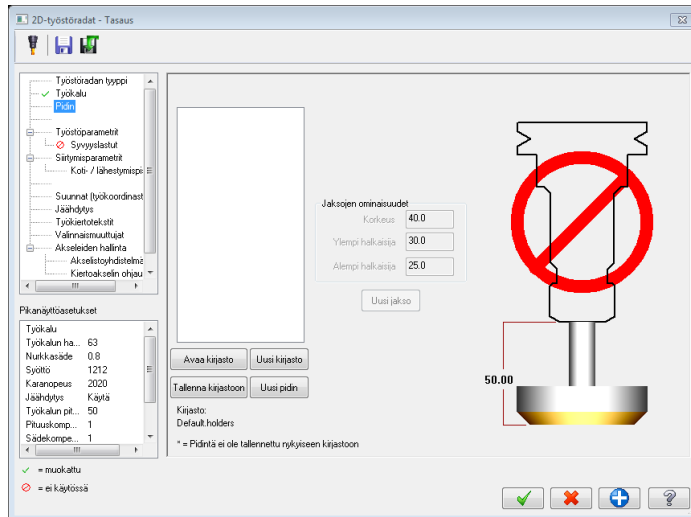 2D-työstöradat - Tasaus
Työstöradan tyyppi
Työkalu
Pidin
Työstöparametrit
Syvyyslastut
Siirtymisparametrit
Koti- / lähestymispi
Suunnat (työkoordinast
Jäähdytys
Työkiertotekstit
Valinnaismuuttujat
Akseleiden hallinta
Akselistoyhdistelmä
Kiertoakselin ohjau
Pikanäyttöasetukset
Työkalu
Työkalun ha... 63
Nurkkasäde 0.8
Syöttö 1212
Karanopeus 2020
Jäähdytys Käytä
Työkalun pit... 50
Pituuskomp... 1
Sädekompe... 1
✓ = muokattu
= ei käytössä
Jaksojen ominaisuudet
Korkeus 40.0
Ylempi halkaisija 30.0
Alempi halkaisija 25.0
Uusi jakso
Avaa kirjasto Uusi kirjasto
Tallenna kirjastoon Uusi pidin
Kirjasto:
Default.holders
* = Pidintä ei ole tallennettu nykyiseen kirjastoon
50.00